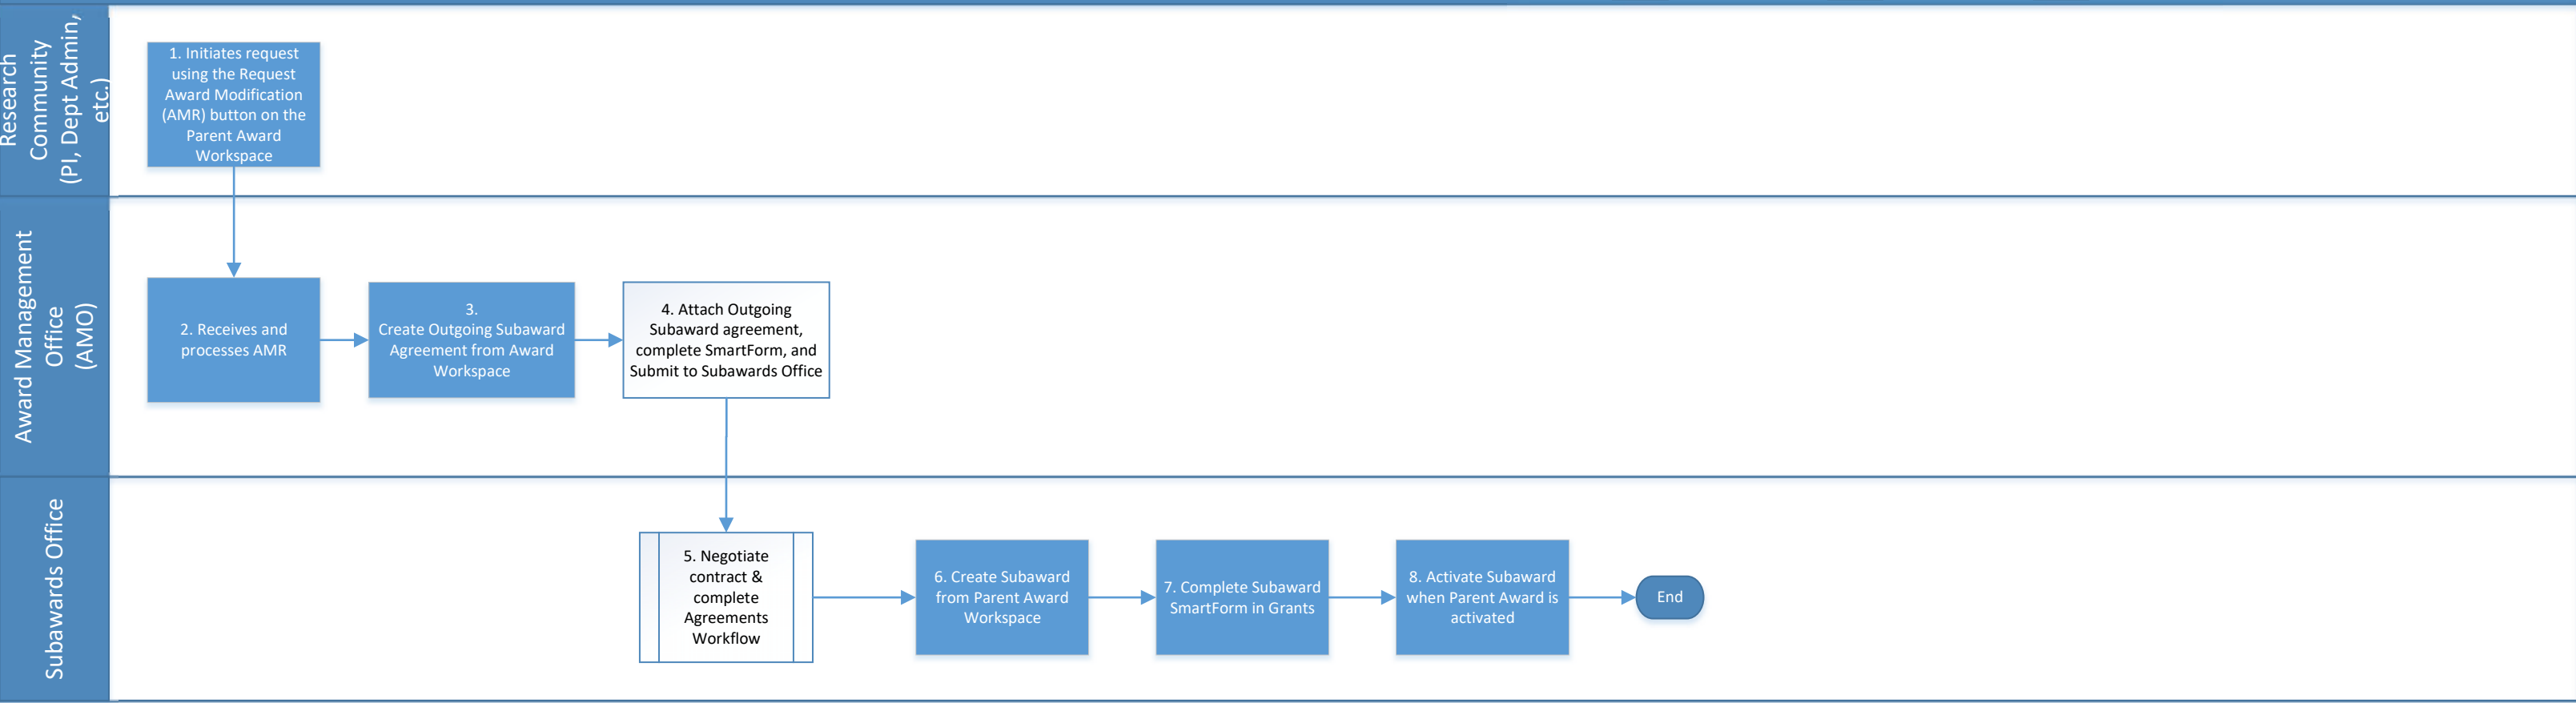 Research
Community
(PI, Dept Admin,
etc.)
1. Initiates request
using the Request
Award Modification
(AMR) button on the
Parent Award
Workspace
Award Management
Office
(AMO)
2. Receives and
processes AMR
3.
Create Outgoing Subaward
Agreement from Award
Workspace
4. Attach Outgoing
Subaward agreement,
complete SmartForm, and
Submit to Subawards Office
Subawards Office
5. Negotiate
contract &
complete
Agreements
Workflow
6. Create Subaward
from Parent Award
Workspace
7. Complete Subaward
SmartForm in Grants
8. Activate Subaward
when Parent Award is
activated
End